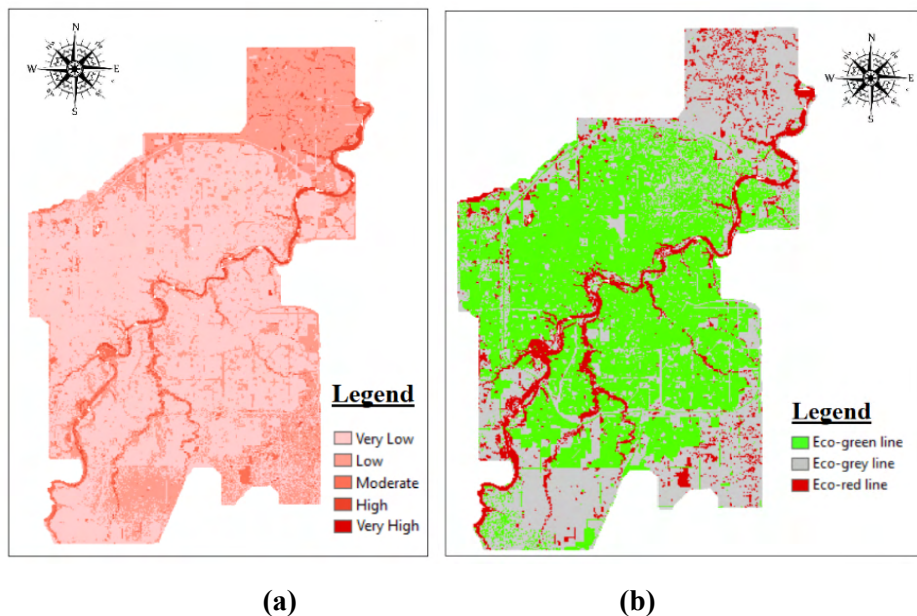 N
W E
S
Legend
Very Low
Low
Moderate
High
Very High
N
W E
S
Legend
Eco-green line
Eco-grey line
Eco-red line
(a)
(b)